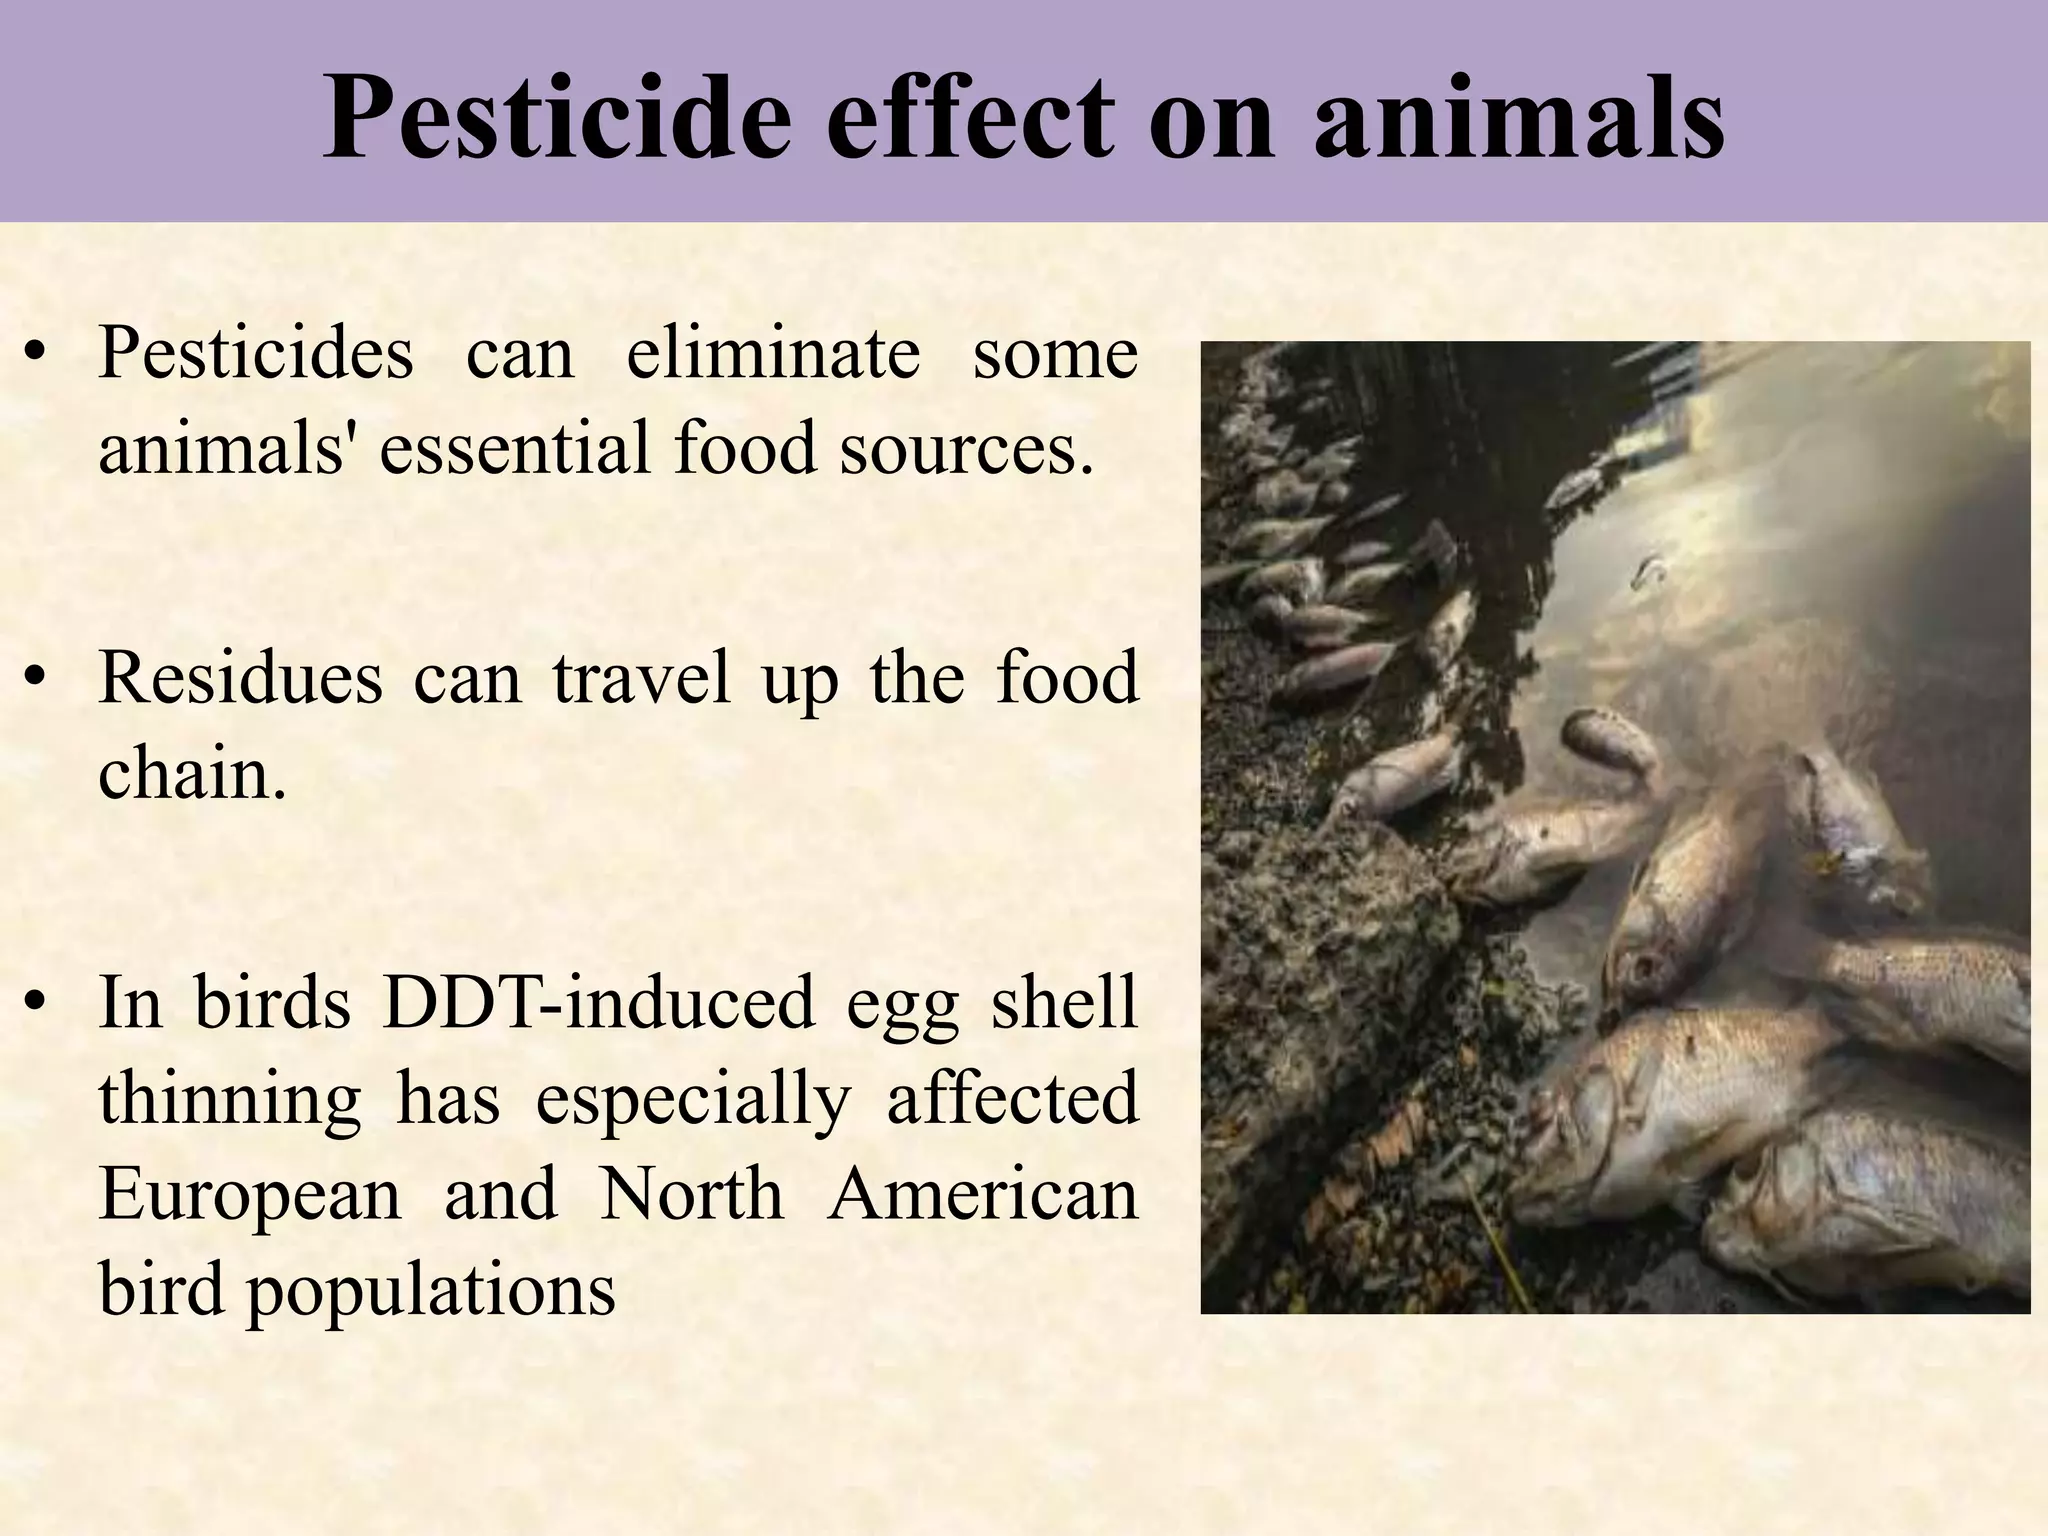 Pesticide effect on animals
• Pesticides can eliminate some
animals' essential food sources.
• Residues can travel up the food
chain.
• In birds DDT-induced egg shell
thinning has especially affected
European and North American
bird populations